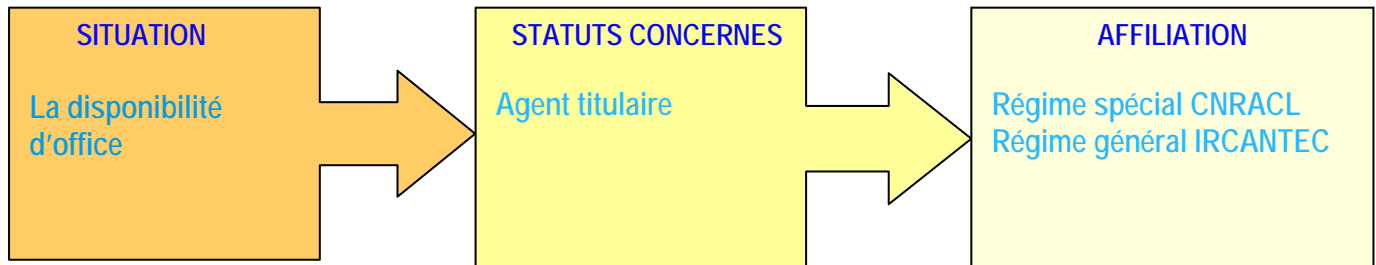 SITUATION
La disponibilité
d'office
STATUTS CONCERNES
Agent titulaire
AFFILIATION
Régime spécial CNRACL
Régime général IRCANTEC